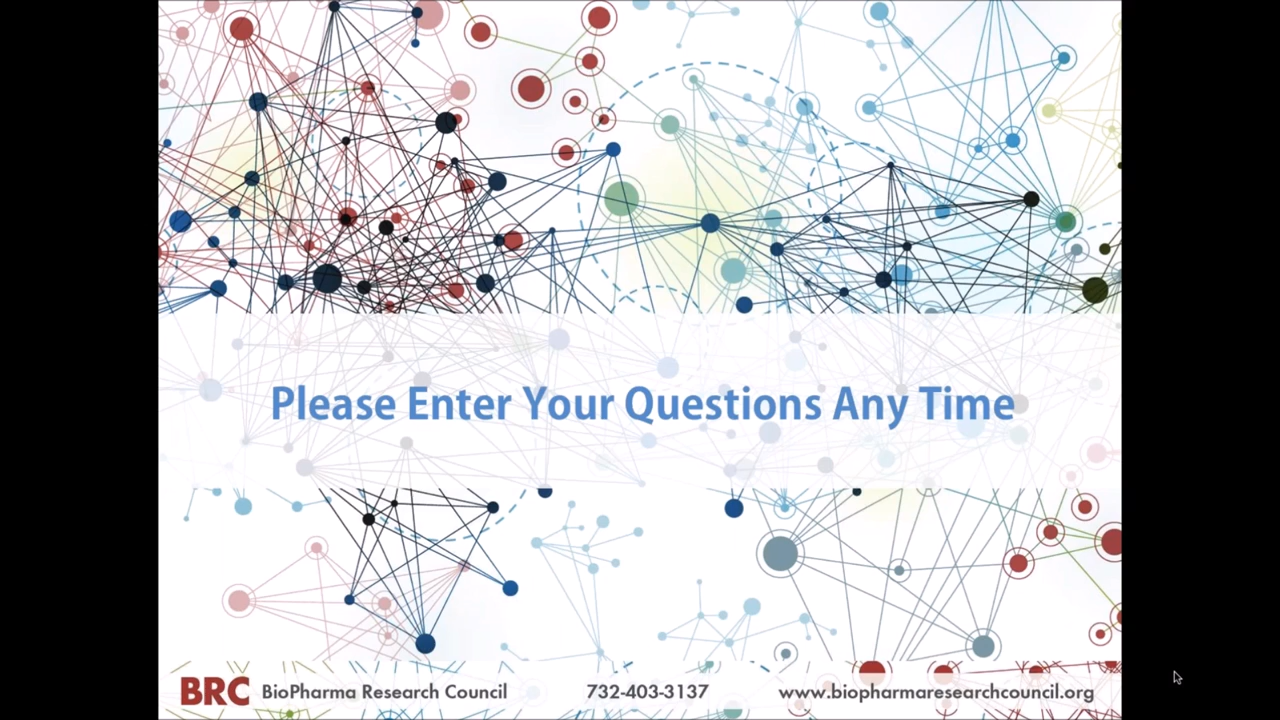 Please Enter Your Questions Any Time
BRC BioPharma Research Council 732-403-3137 www.biopharmaresearchcouncil.org